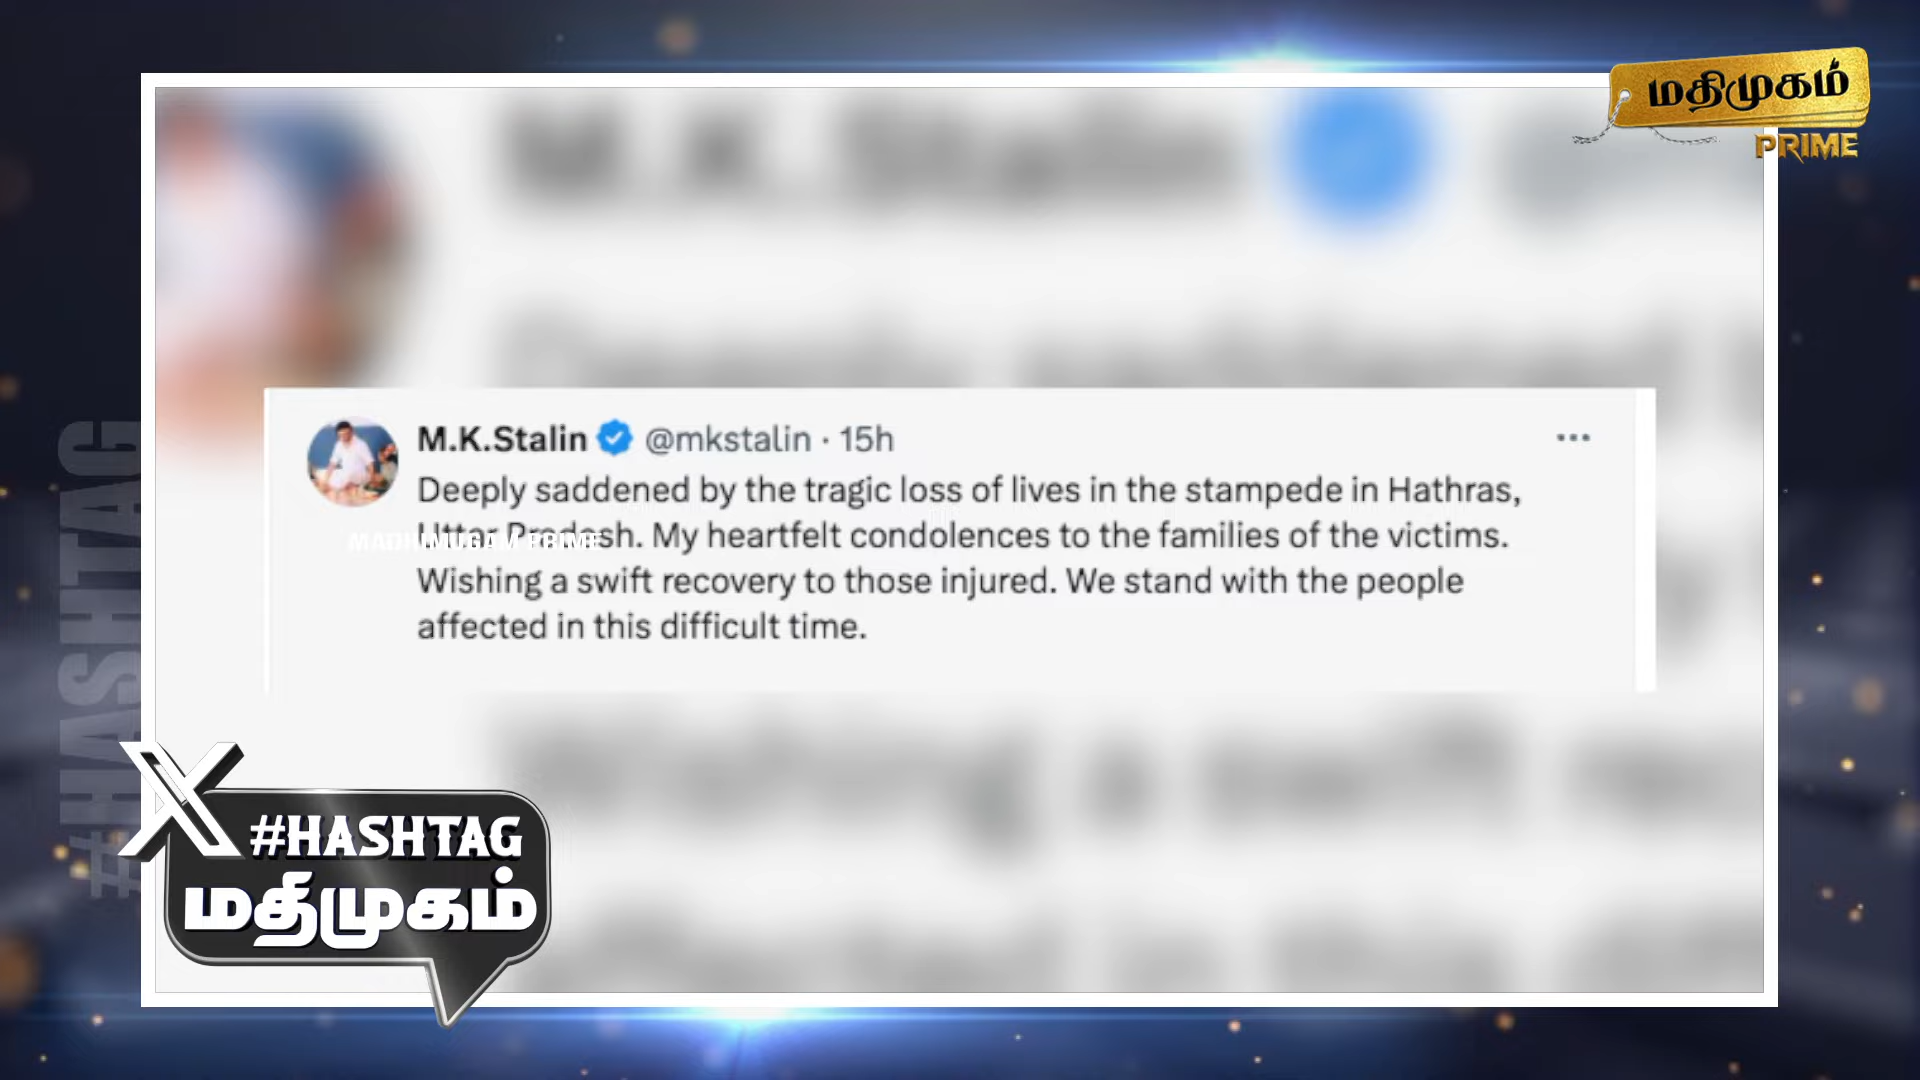 மதிமுகம்
PRIME
M.K.Stalin @mkstalin · 15h
Deeply saddened by the tragic loss of lives in the stampede in Hathras,
Uttar Pradesh. My heartfelt condolences to the families of the victims.
MADHIMUGAM PRIME
Wishing a swift recovery to those injured. We stand with the people
affected in this difficult time.
#HASHTAG
X #HASHTAG
மதிமுகம்